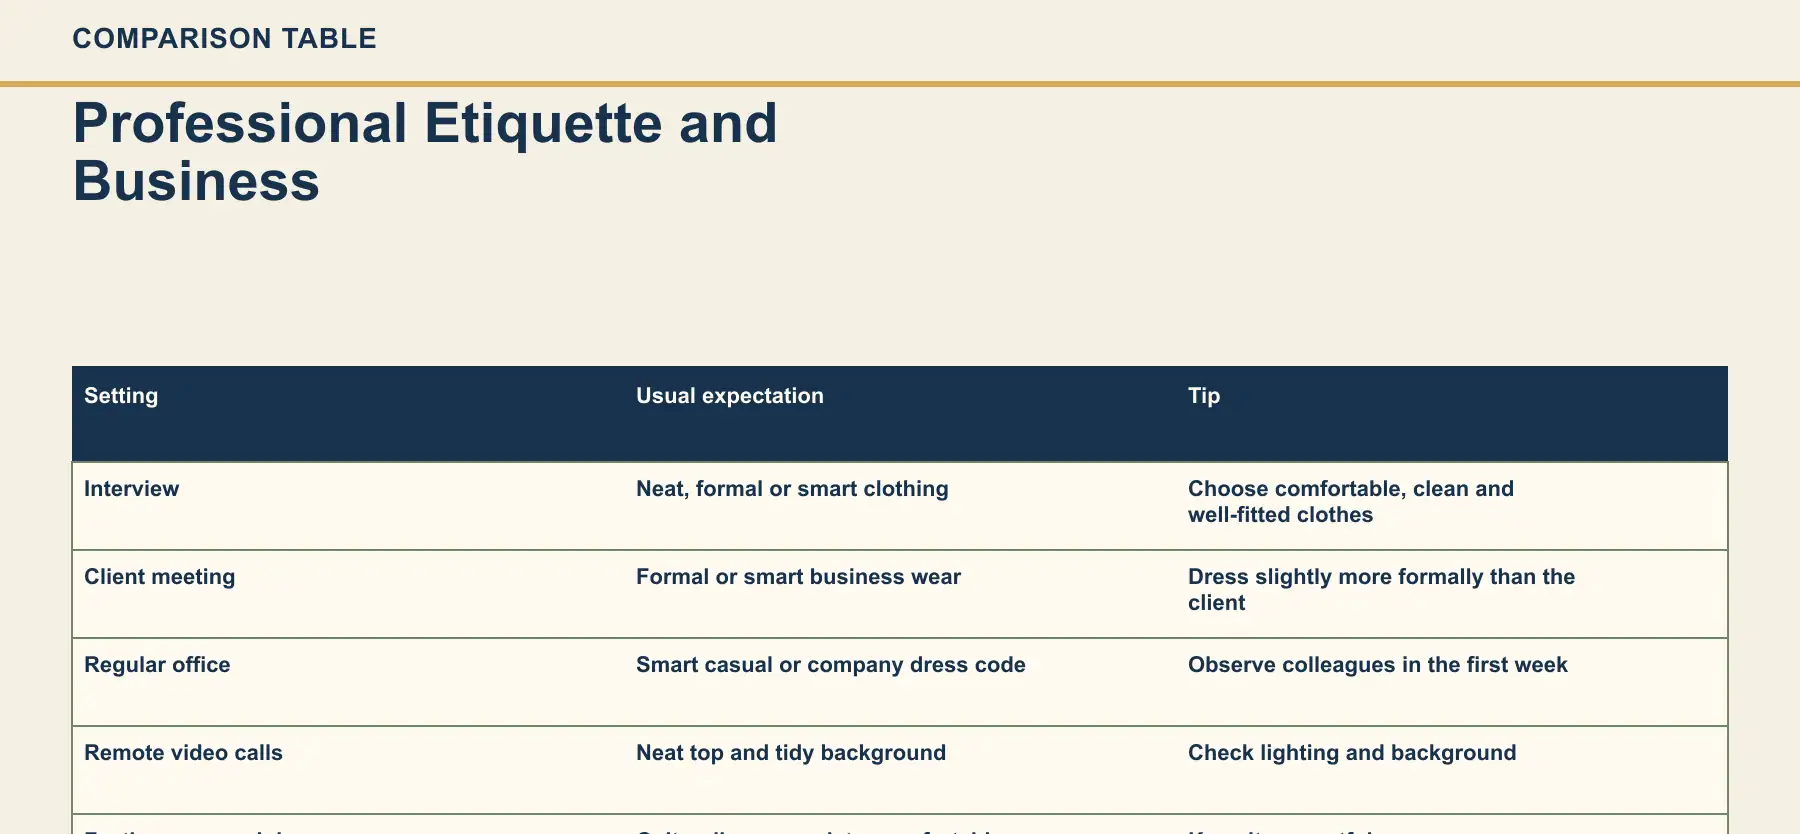 COMPARISON TABLE
Professional Etiquette and
Business
Setting Usual expectation Tip
Interview Neat, formal or smart clothing Choose comfortable, clean and
well-fitted clothes
Client meeting Formal or smart business wear Dress slightly more formally than the
client
Regular office Smart casual or company dress code Observe colleagues in the first week
Remote video calls Neat top and tidy background Check lighting and background